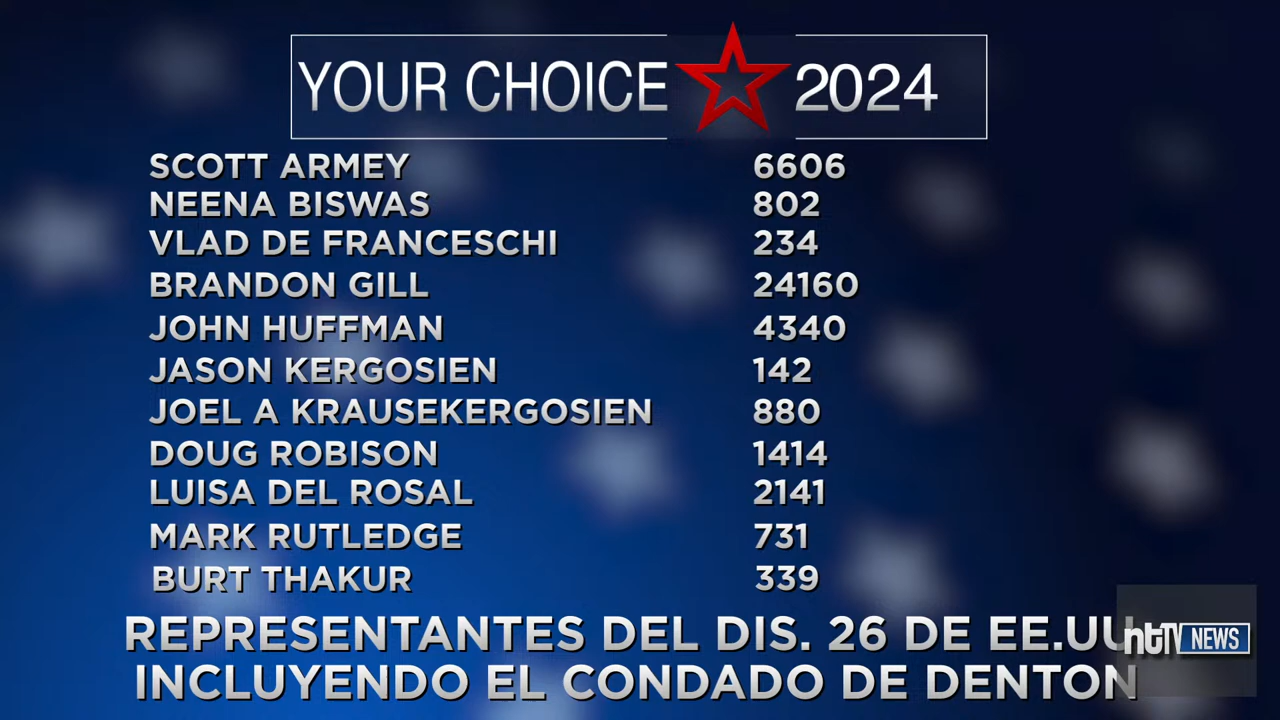 YOUR CHOICE 2024
SCOTT ARMEY 6606
NEENA BISWAS 802
VLAD DE FRANCESCHI 234
BRANDON GILL 24160
JOHN HUFFMAN 4340
JASON KERGOSIEN 142
JOEL A KRAUSEKERGOSIEN 880
DOUG ROBISON 1414
LUISA DEL ROSAL 2141
MARK RUTLEDGE 731
BURT THAKUR 339
REPRESENTANTES DEL DIS. 26 DE EE.UU
ntTV NEWS
INCLUYENDO EL CONDADO DE DENTON